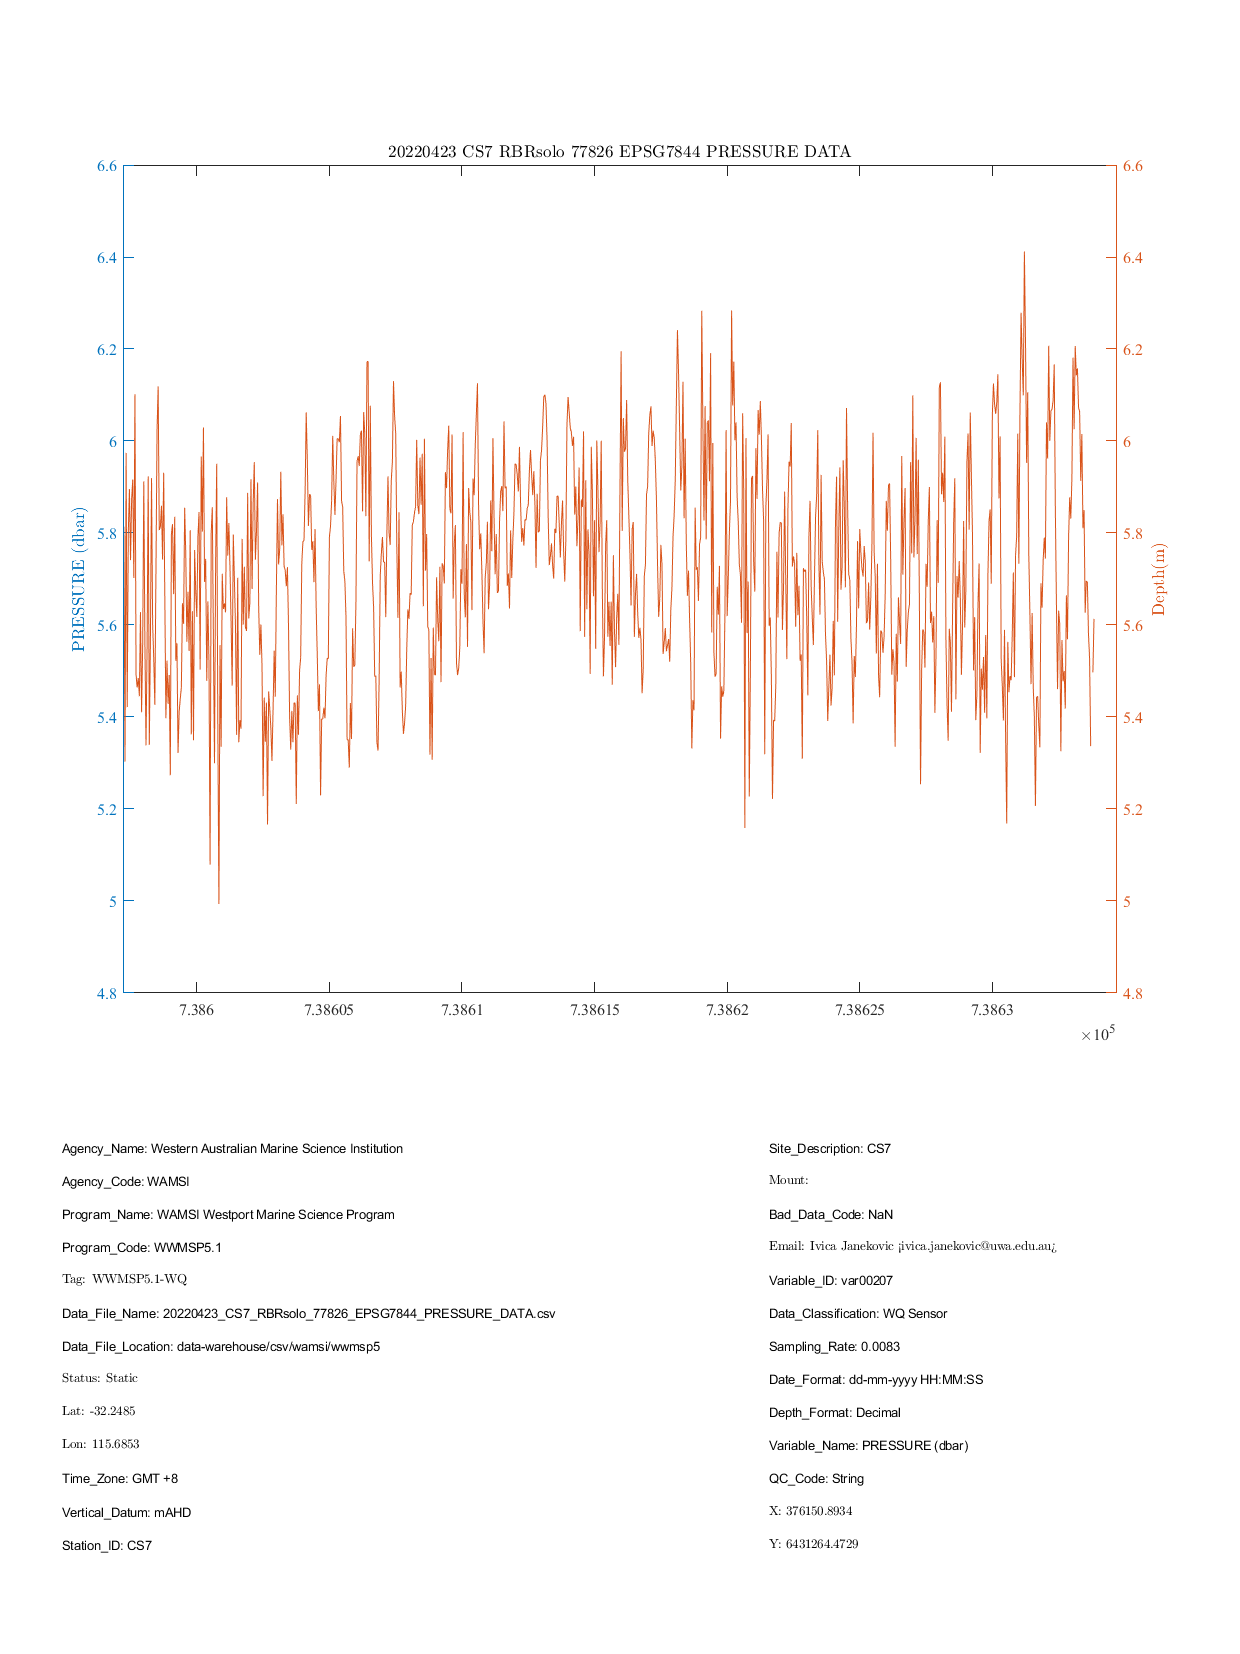 20220423 CS7 RBRsolo 77826 EPSG7844 PRESSURE DATA
6.6
6.4
6.2
6
5.8
5.6
5.4
5.2
5
4.8
PRESSURE (dbar)
6.6
6.4
6.2
6
5.8
5.6
5.4
5.2
5
4.8
Depth(m)
7.386 7.38605 7.3861 7.38615 7.3862 7.38625 7.3863
×10^5
Agency_Name: Western Australian Marine Science Institution
Agency_Code: WAMSI
Program_Name: WAMSI Westport Marine Science Program
Program_Code: WWMSP5.1
Tag: WWMSP5.1-WQ
Data_File_Name: 20220423_CS7_RBRsolo_77826_EPSG7844_PRESSURE_DATA.csv
Data_File_Location: data-warehouse/csv/wamsi/wwmsp5
Status: Static
Lat: -32.2485
Lon: 115.6853
Time_Zone: GMT +8
Vertical_Datum: mAHD
Station_ID: CS7
Site_Description: CS7
Mount:
Bad_Data_Code: NaN
Email: Ivica Janekovic ¡ivica.janekovic@uwa.edu.au¿
Variable_ID: var00207
Data_Classification: WQ Sensor
Sampling_Rate: 0.0083
Date_Format: dd-mm-yyyy HH:MM:SS
Depth_Format: Decimal
Variable_Name: PRESSURE (dbar)
QC_Code: String
X: 376150.8934
Y: 6431264.4729